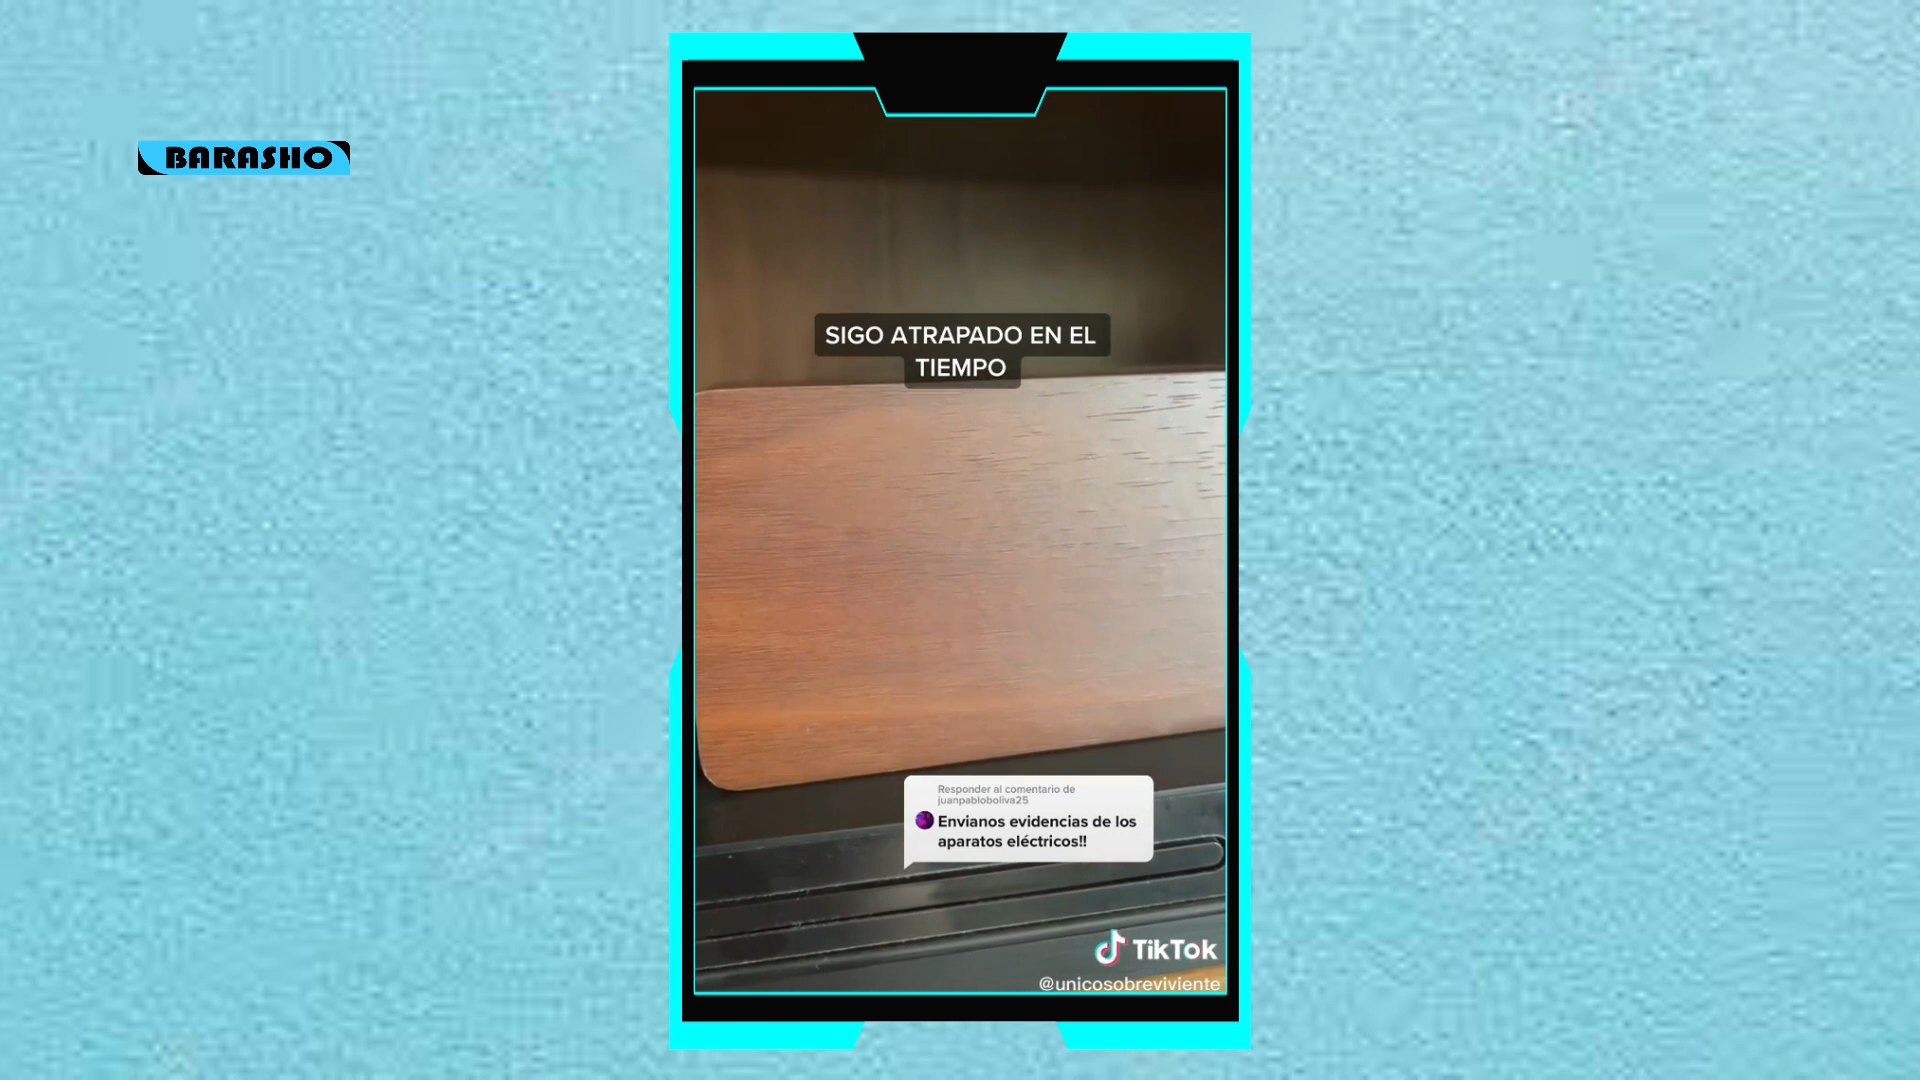 BARASHO
SIGO ATRAPADO EN EL
TIEMPO
Responder al comentario de
juanpabloboliva25
Envianos evidencias de los
aparatos eléctricos!!
TikTok
@unicosobreviviente